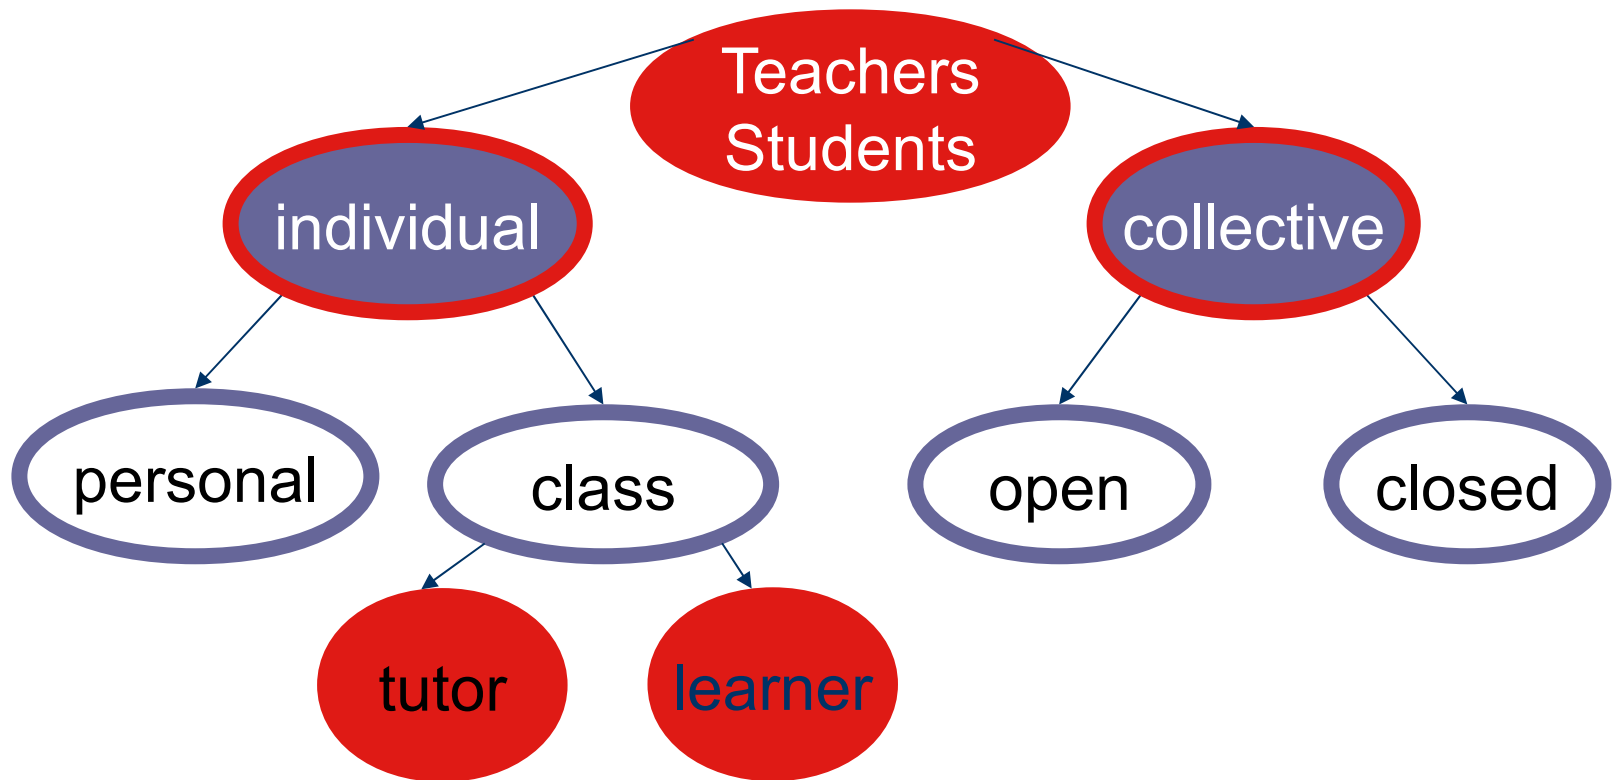 Teachers
Students
individual
collective
personal
class
open
closed
tutor
learner